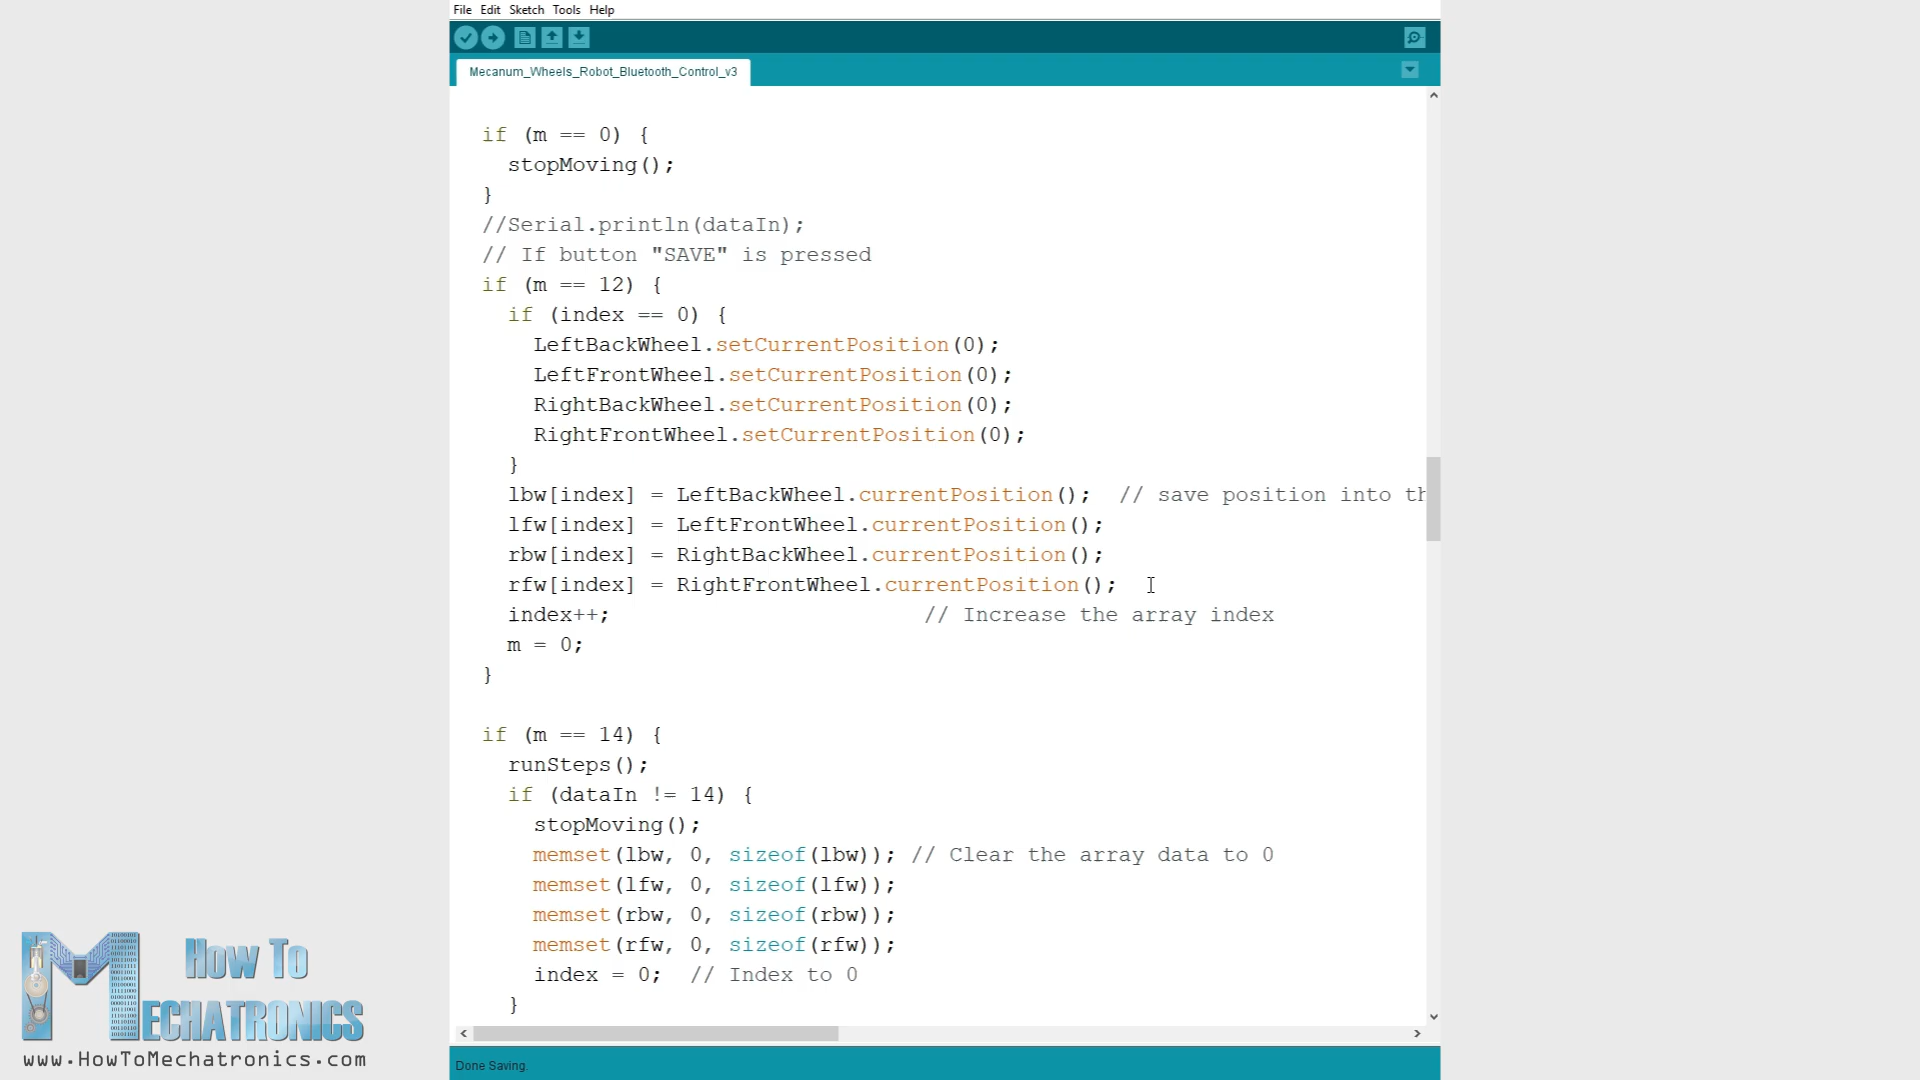 File Edit Sketch Tools Help
Mecanum_Wheels_Robot_Bluetooth_Control_v3
if (m == 0) {
stopMoving();
}
//Serial.println(dataIn);
// If button "SAVE" is pressed
if (m == 12) {
if (index == 0) {
LeftBackWheel.setCurrentPosition(0);
LeftFrontWheel.setCurrentPosition(0);
RightBackWheel.setCurrentPosition(0);
RightFrontWheel.setCurrentPosition(0);
}
lbw[index] = LeftBackWheel.currentPosition();  // save position into th
lfw[index] = LeftFrontWheel.currentPosition();
rbw[index] = RightBackWheel.currentPosition();
rfw[index] = RightFrontWheel.currentPosition();
index++;                        // Increase the array index
m = 0;
}
if (m == 14) {
runSteps();
if (dataIn != 14) {
stopMoving();
memset(lbw, 0, sizeof(lbw)); // Clear the array data to 0
memset(lfw, 0, sizeof(lfw));
memset(rbw, 0, sizeof(rbw));
memset(rfw, 0, sizeof(rfw));
index = 0;  // Index to 0
}
Done Saving.
How To
MECHATRONICS
www.HowToMechatronics.com